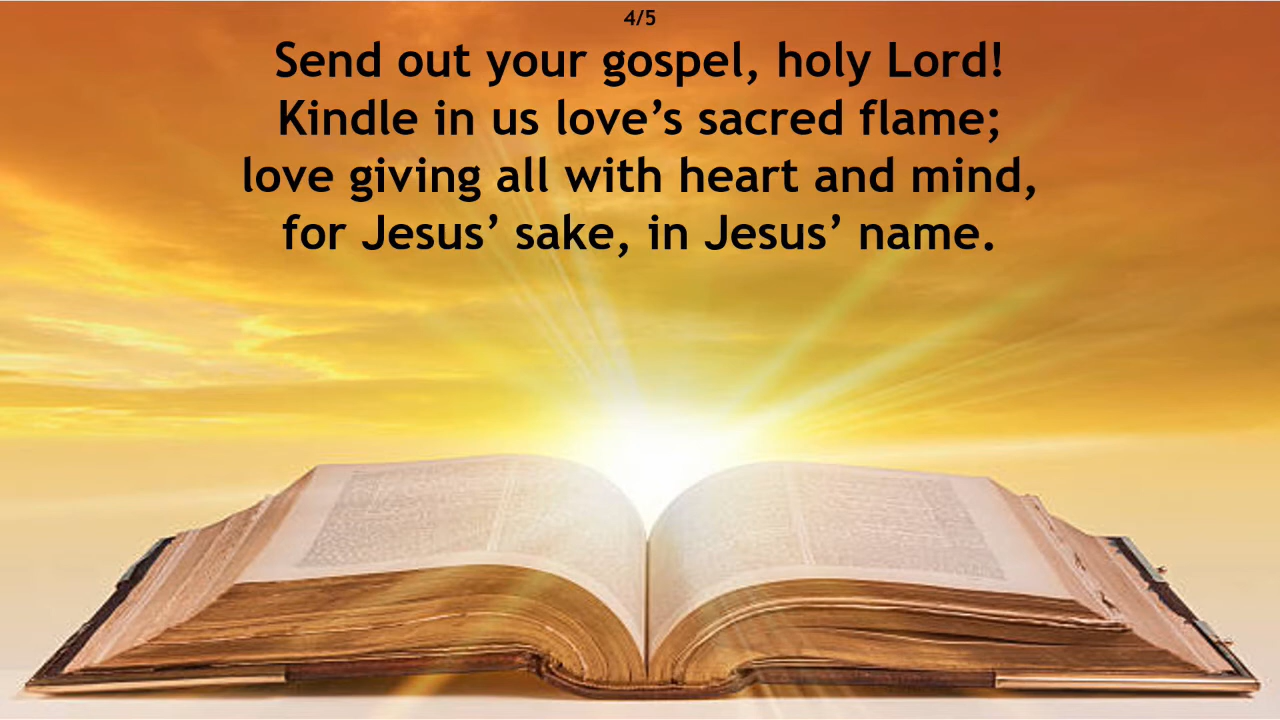 4/5
Send out your gospel, holy Lord!
Kindle in us love’s sacred flame;
love giving all with heart and mind,
for Jesus’ sake, in Jesus’ name.